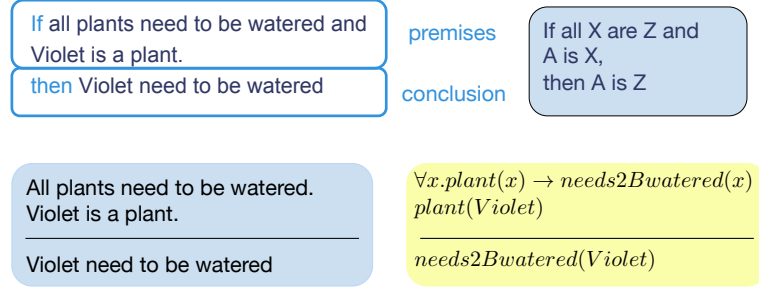 If all plants need to be watered and
Violet is a plant.
then Violet need to be watered
premises
conclusion
If all X are Z and
A is X,
then A is Z
All plants need to be watered.
Violet is a plant.
Violet need to be watered
∀x.plant(x) → needs2Bwatered(x)
plant(Violet)
needs2Bwatered(Violet)